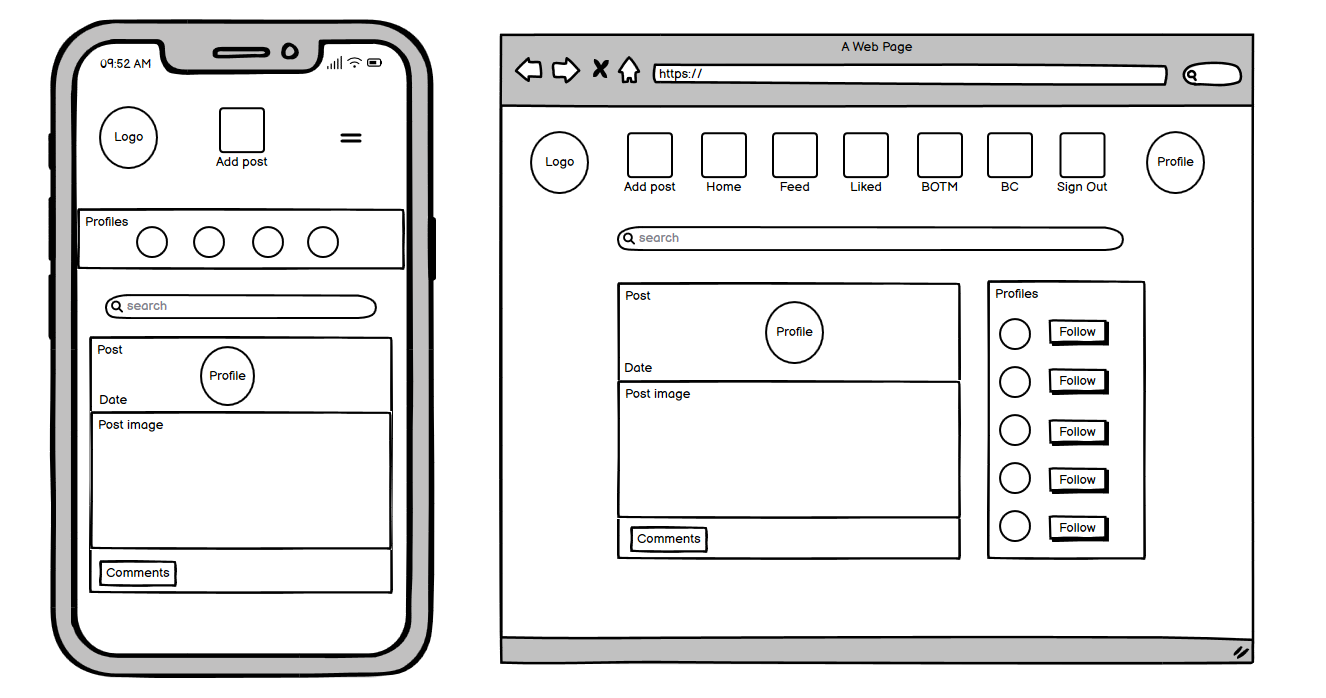 09:52 AM
Logo
Add post
Profiles
search
Post
Profile
Date
Post image
Comments
A Web Page
https://
Logo
Add post
Home
Feed
Liked
BOTM
BC
Sign Out
Profile
search
Post
Profile
Date
Post image
Comments
Profiles
Follow
Follow
Follow
Follow
Follow